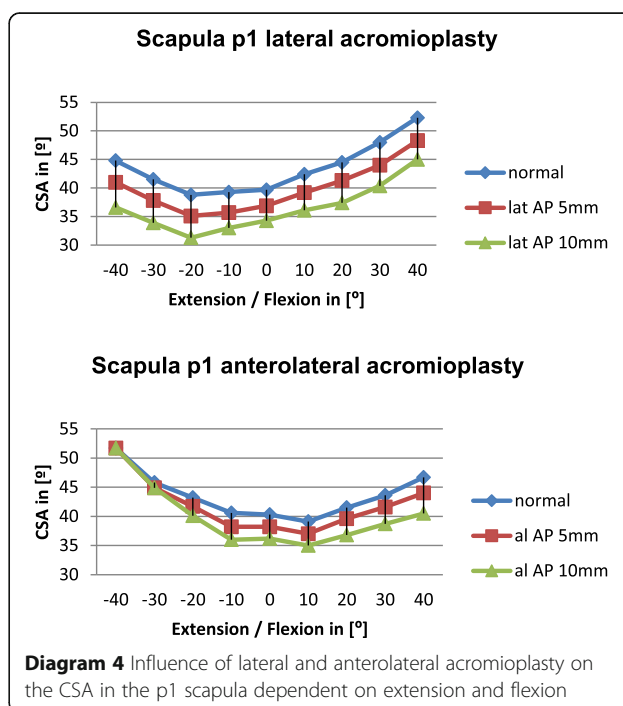 Scapula p1 lateral acromioplasty
55
50
45
40
35
30
CSA in [º]
-40 -30 -20 -10 0 10 20 30 40
Extension / Flexion in [º]
normal
lat AP 5mm
lat AP 10mm
Scapula p1 anterolateral acromioplasty
55
50
45
40
35
30
CSA in [º]
-40 -30 -20 -10 0 10 20 30 40
Extension / Flexion in [º]
normal
al AP 5mm
al AP 10mm
Diagram 4 Influence of lateral and anterolateral acromioplasty on
the CSA in the p1 scapula dependent on extension and flexion